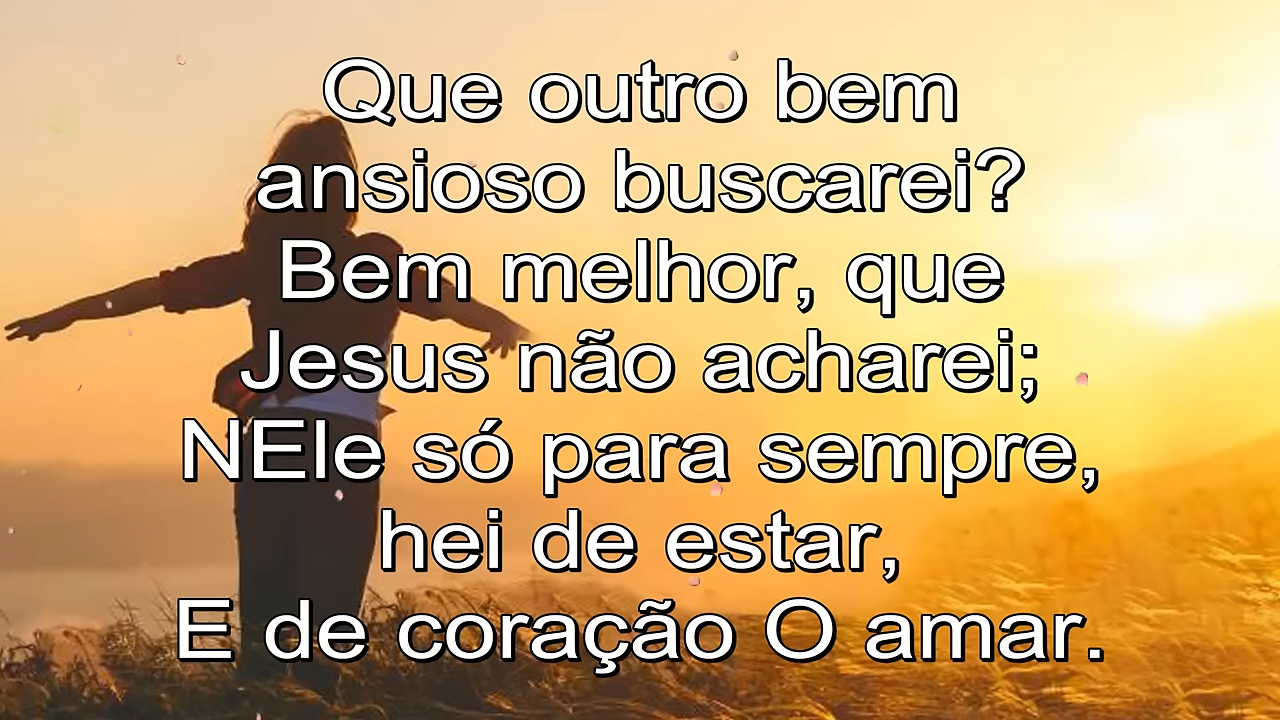 Que outro bem
ansioso buscarei?
Bem melhor, que
Jesus não acharei;
NEle só para sempre,
hei de estar,
E de coração O amar.